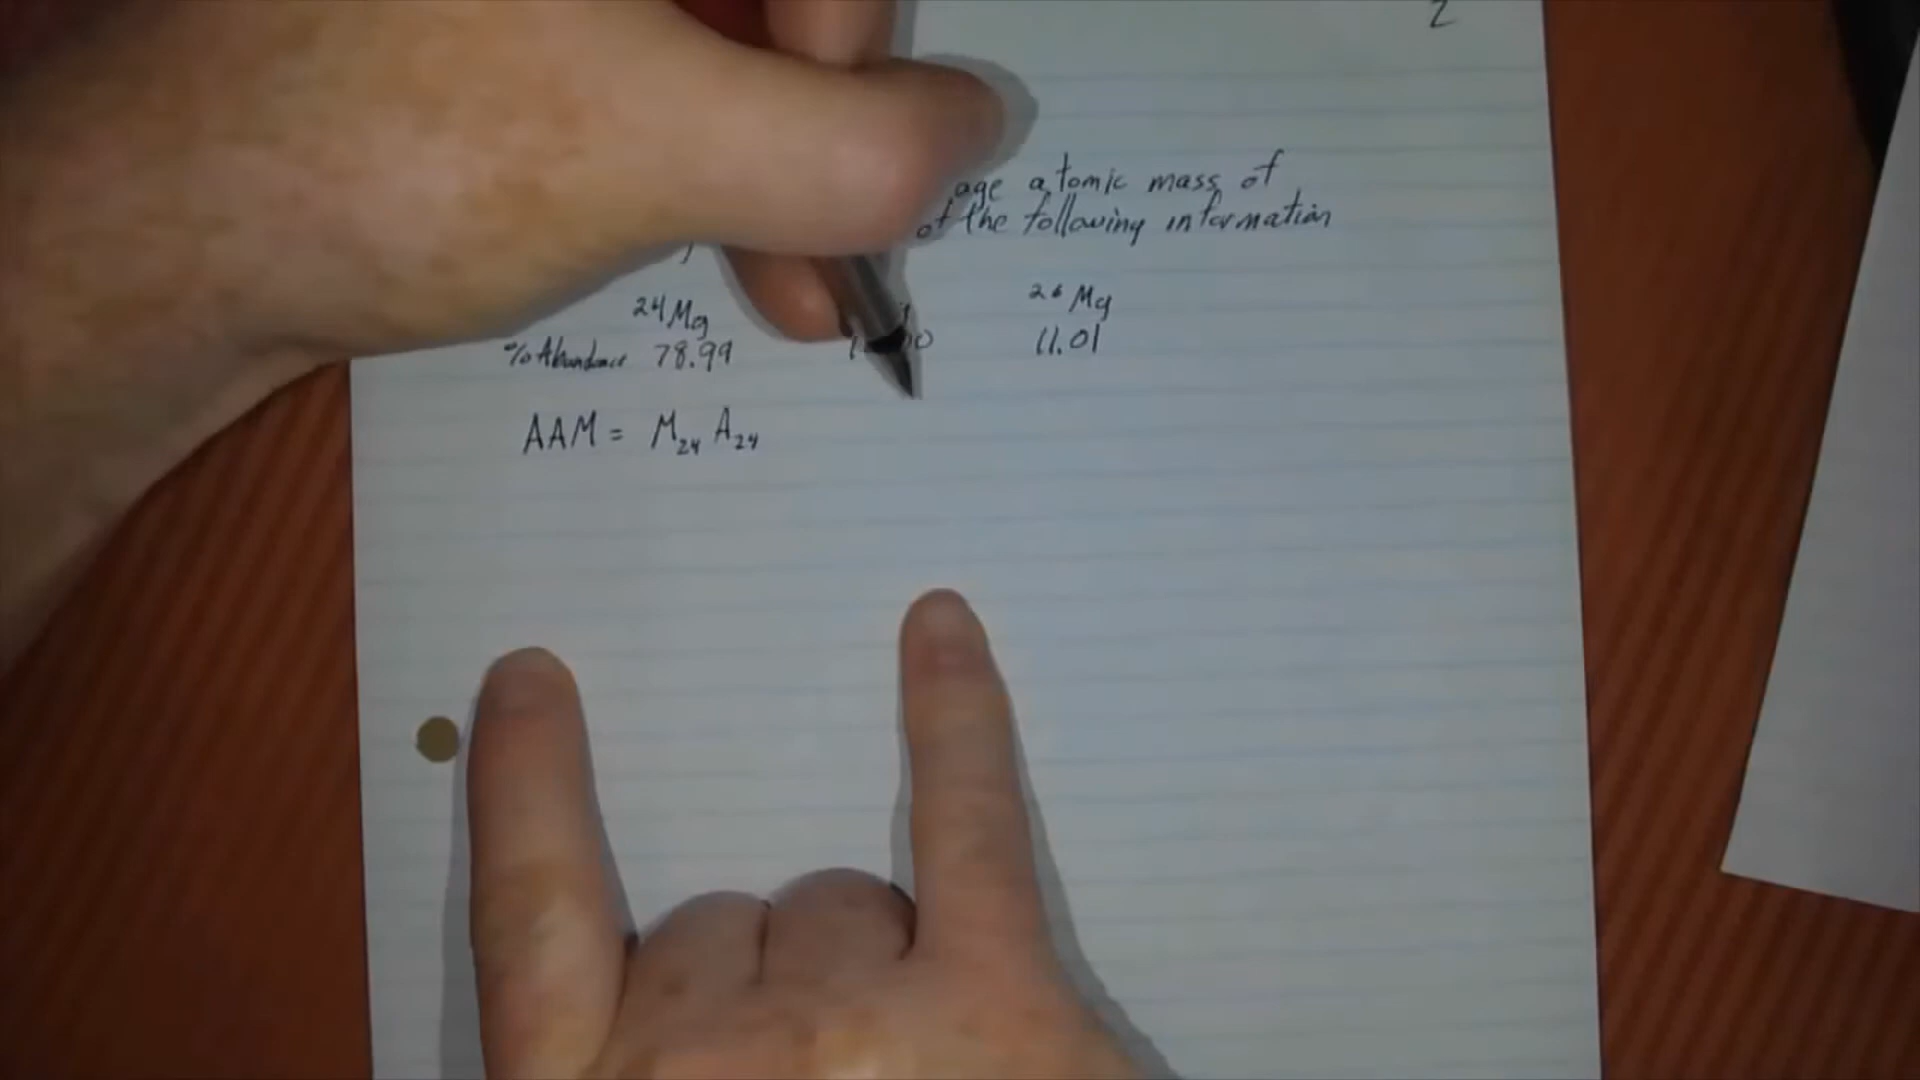 2
age atomic mass of
of the following information
24Mg 26Mg
% Abundance 78.99 11.01
AAM = M24 A24